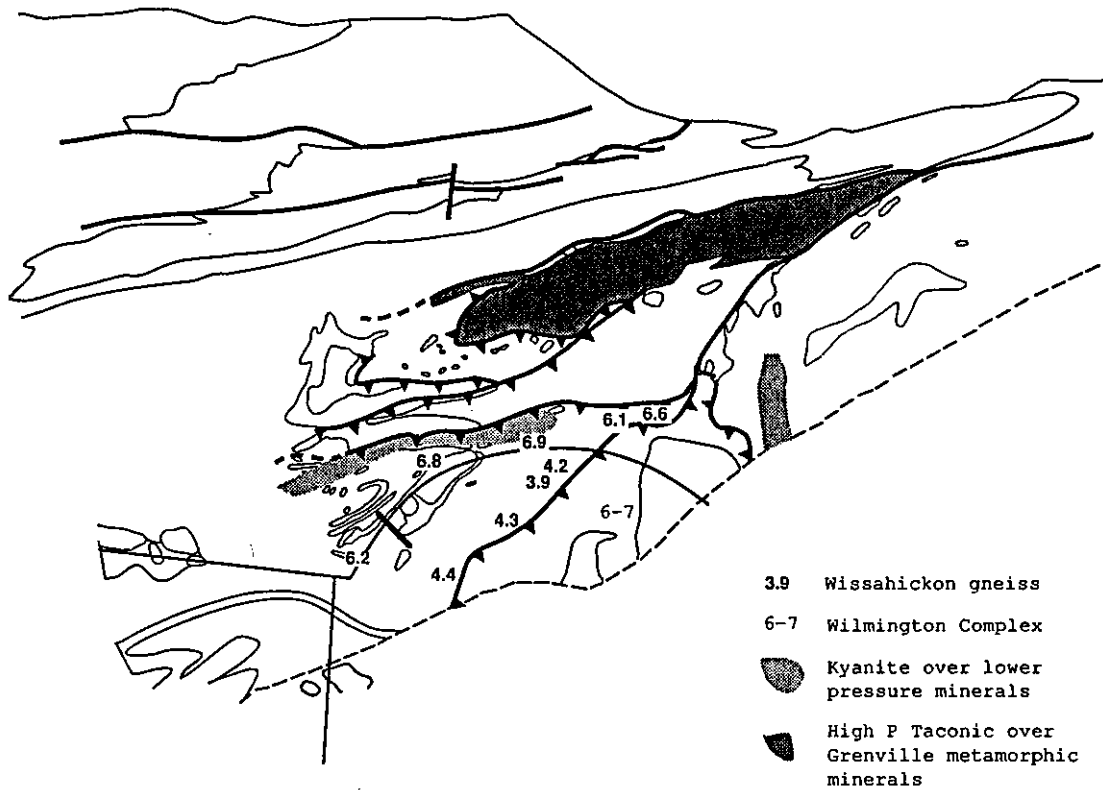 6.1
6.6
6.9
6.8
4.2
3.9
6-7
4.3
6.2
4.4
3.9 Wissahickon gneiss
6-7 Wilmington Complex
Kyanite over lower
pressure minerals
High P Taconic over
Grenville metamorphic
minerals